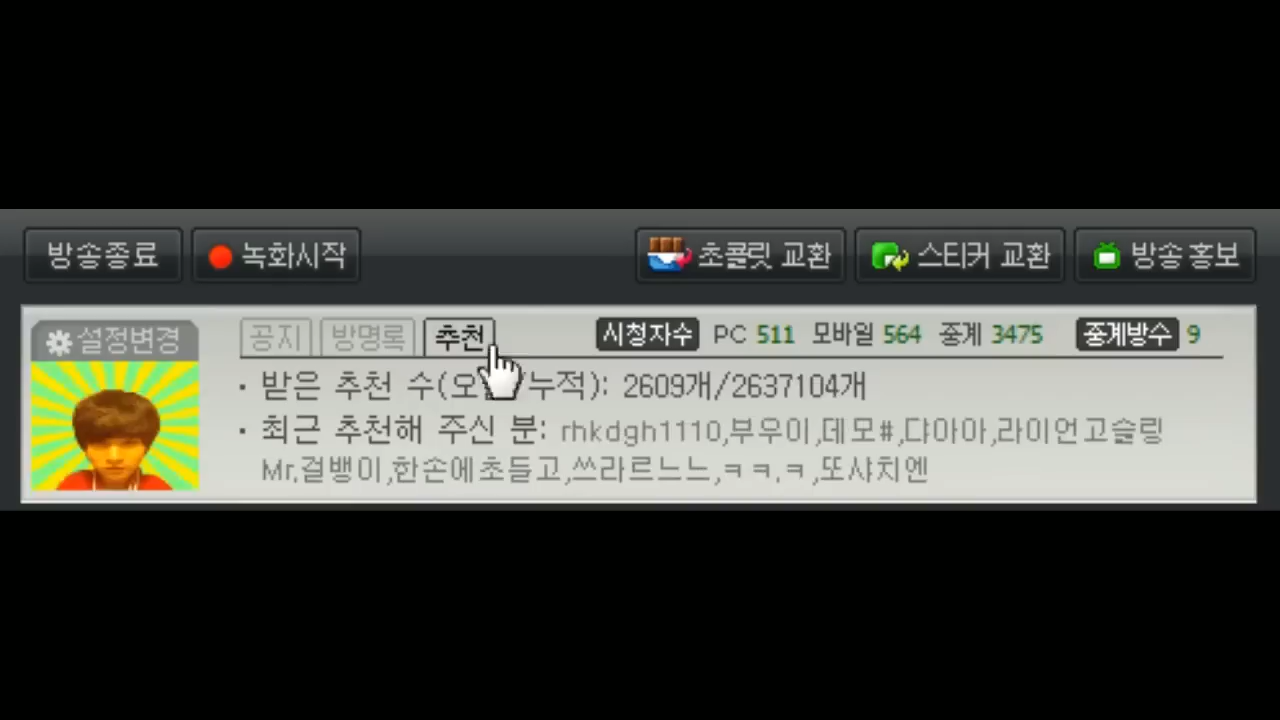 방송종료 녹화시작 초콜릿 교환 스티커 교환 방송홍보
설정변경 공지 방명록 추천 시청자수 PC 511 모바일 564 중계 3475 중계방수 9
· 받은 추천 수(오 누적): 2609개/2637104개
· 최근 추천해 주신 분: rhkdgh1110,부우이,데모#,댜아아,라이언고슬링
Mr.걸뱅이,한손에초들고,쓰라르느느,ㅋㅋ.ㅋ,또샤치엔